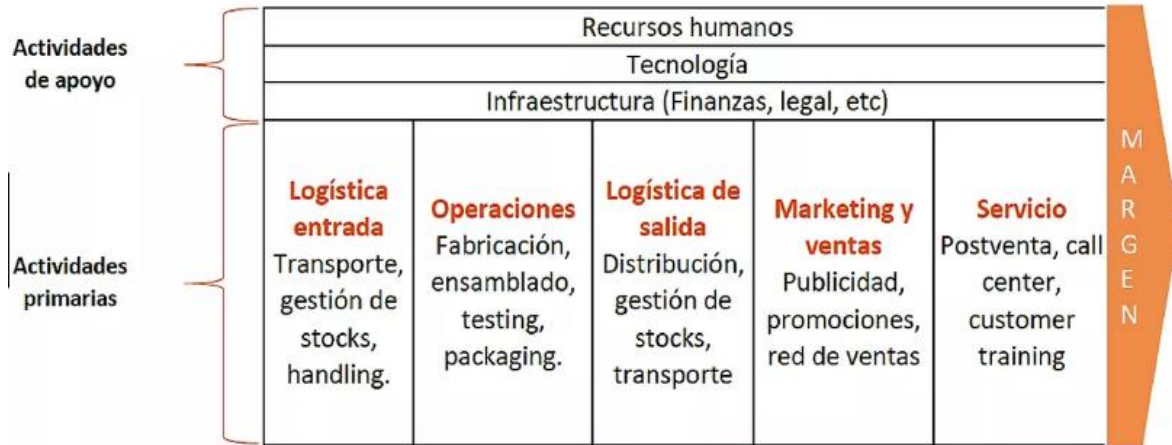 Actividades
de apoyo
Recursos humanos
Tecnología
Infraestructura (Finanzas, legal, etc)
Actividades
primarias
Logística
entrada
Transporte,
gestión de
stocks,
handling.
Operaciones
Fabricación,
ensamblado,
testing,
packaging.
Logística de
salida
Distribución,
gestión de
stocks,
transporte
Marketing y
ventas
Publicidad,
promociones,
red de ventas
Servicio
Postventa, call
center,
customer
training
MARGEN